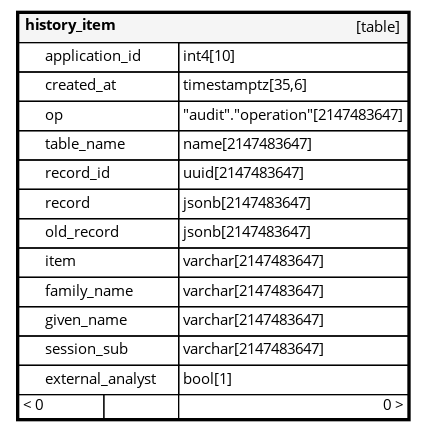 history_item [table]
application_id int4[10]
created_at timestamptz[35,6]
op "audit"."operation"[2147483647]
table_name name[2147483647]
record_id uuid[2147483647]
record jsonb[2147483647]
old_record jsonb[2147483647]
item varchar[2147483647]
family_name varchar[2147483647]
given_name varchar[2147483647]
session_sub varchar[2147483647]
external_analyst bool[1]
< 0 0 >